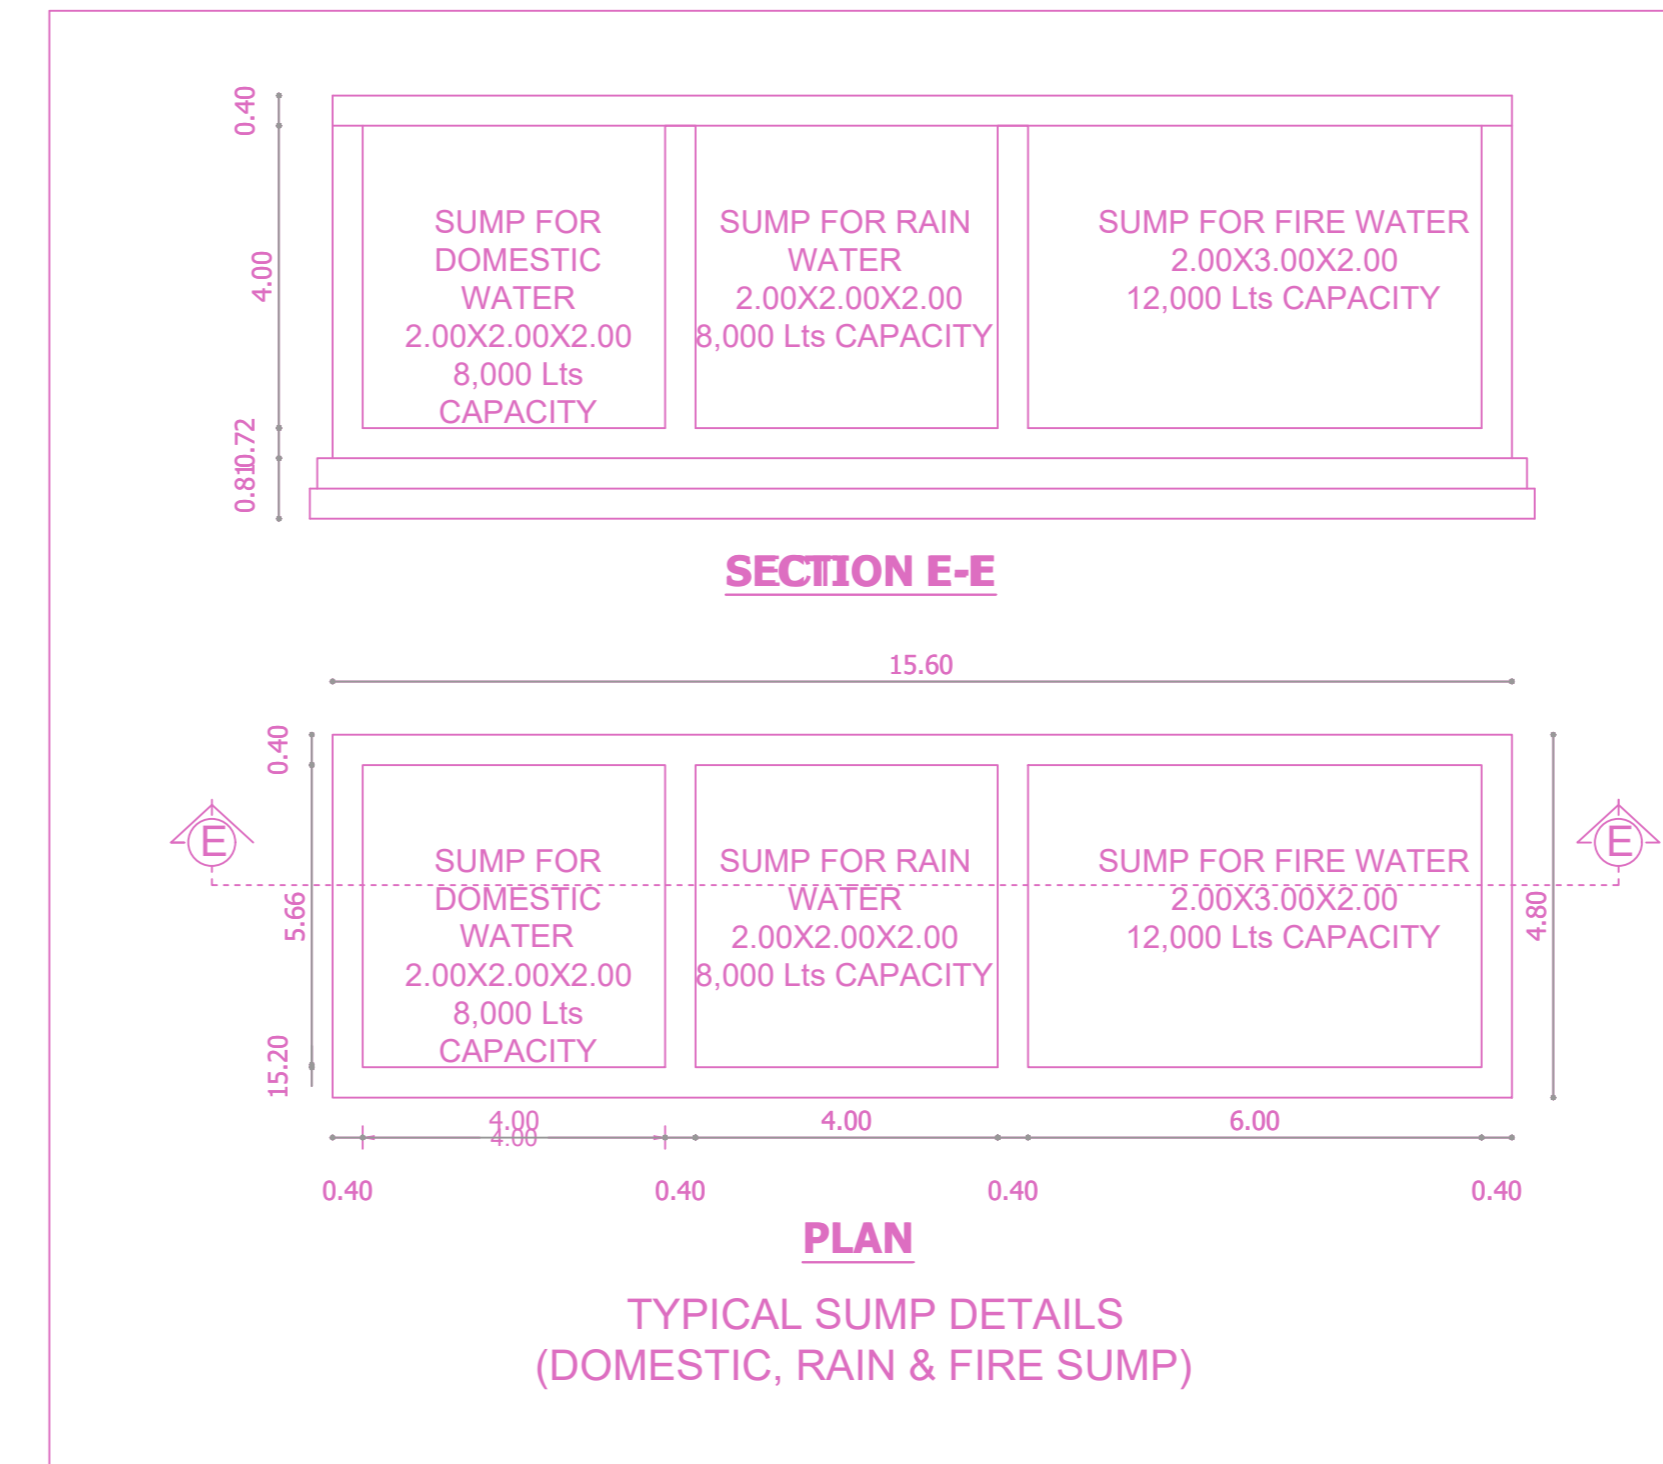 0.40
SUMP FOR
DOMESTIC
WATER
2.00X2.00X2.00
8,000 Lts
CAPACITY
SUMP FOR RAIN
WATER
2.00X2.00X2.00
8,000 Lts CAPACITY
SUMP FOR FIRE WATER
2.00X3.00X2.00
12,000 Lts CAPACITY
4.00
0.72
0.81
SECTION E-E
15.60
0.40
E
E
SUMP FOR
DOMESTIC
WATER
2.00X2.00X2.00
8,000 Lts
CAPACITY
SUMP FOR RAIN
WATER
2.00X2.00X2.00
8,000 Lts CAPACITY
SUMP FOR FIRE WATER
2.00X3.00X2.00
12,000 Lts CAPACITY
5.66
4.80
15.20
4.00
4.00
4.00
6.00
0.40
0.40
0.40
0.40
PLAN
TYPICAL SUMP DETAILS
(DOMESTIC, RAIN & FIRE SUMP)